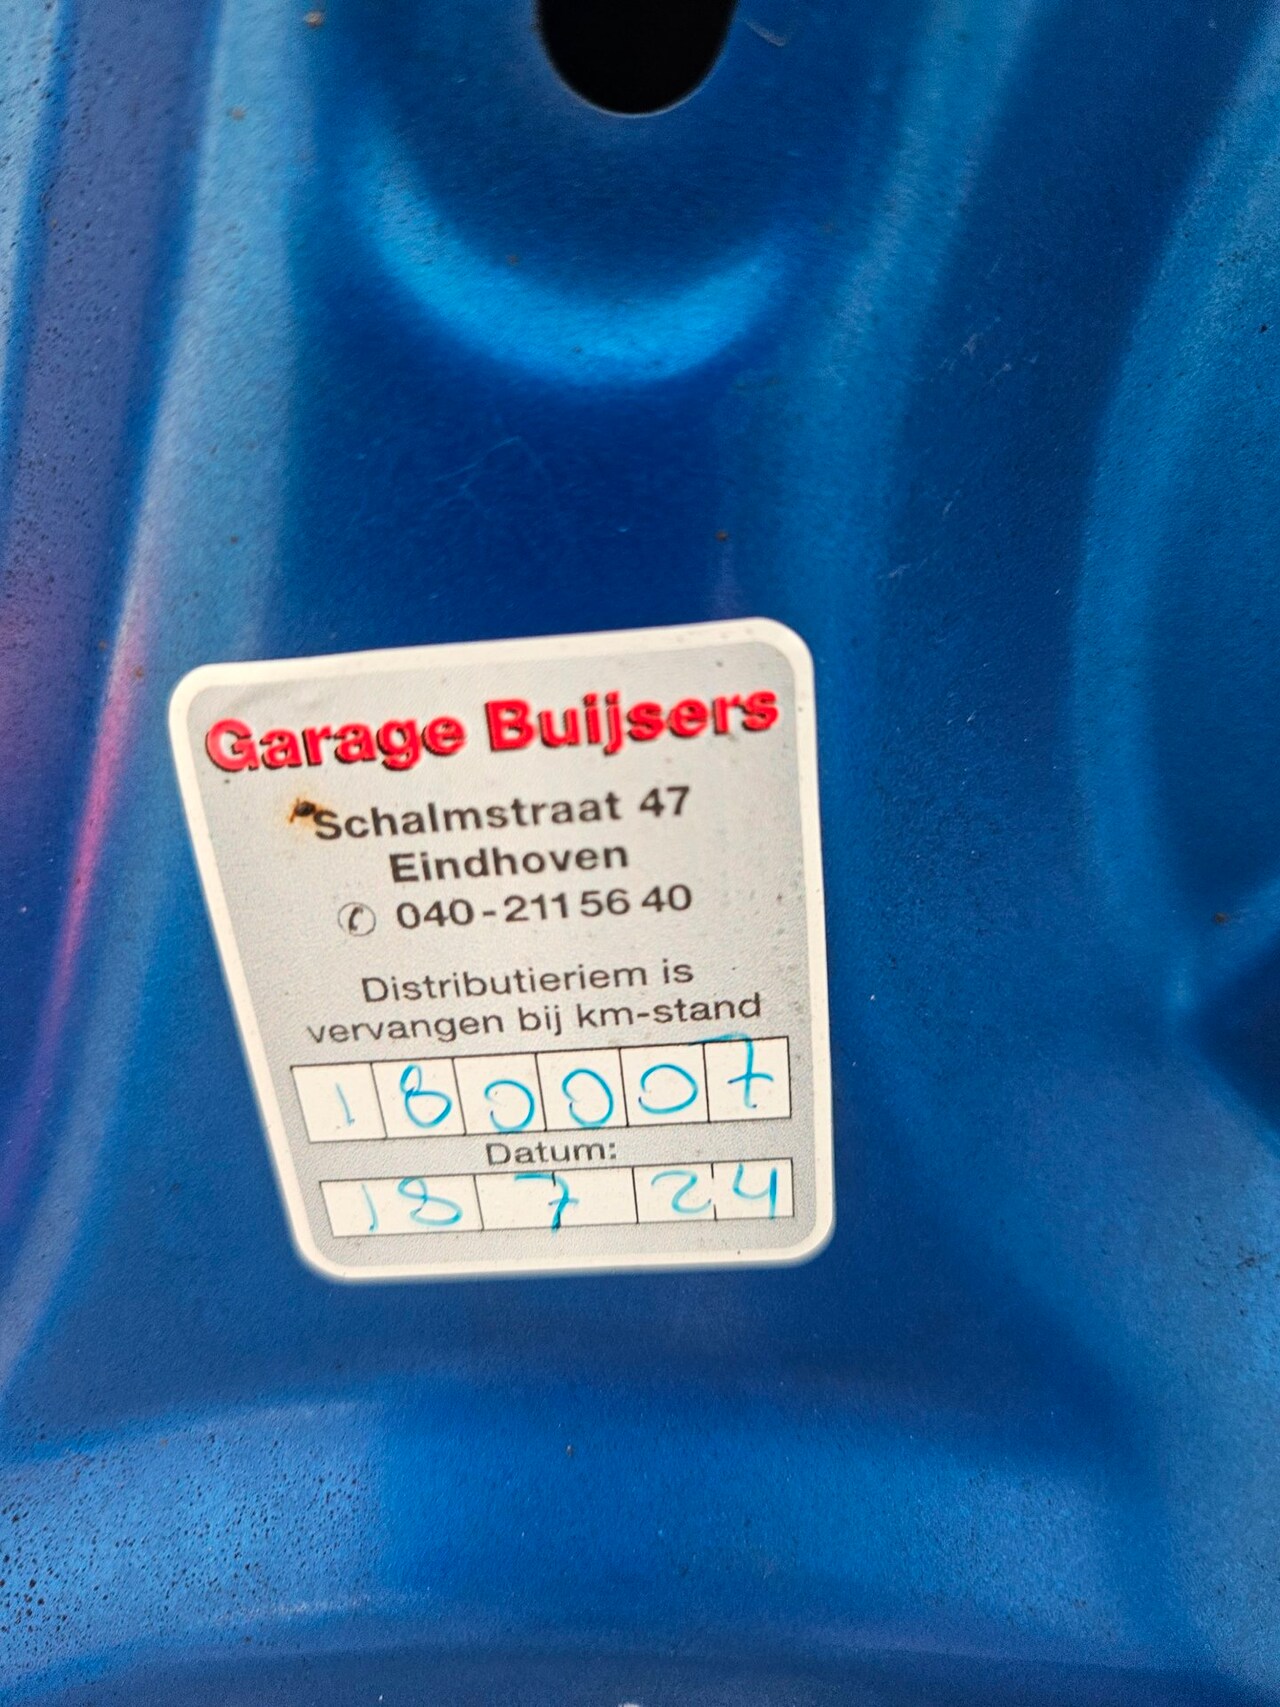 Garage Buijsers
Schalmstraat 47
Eindhoven
✆ 040-211 56 40
Distributieriem is
vervangen bij km-stand
180007
Datum:
18 7 24